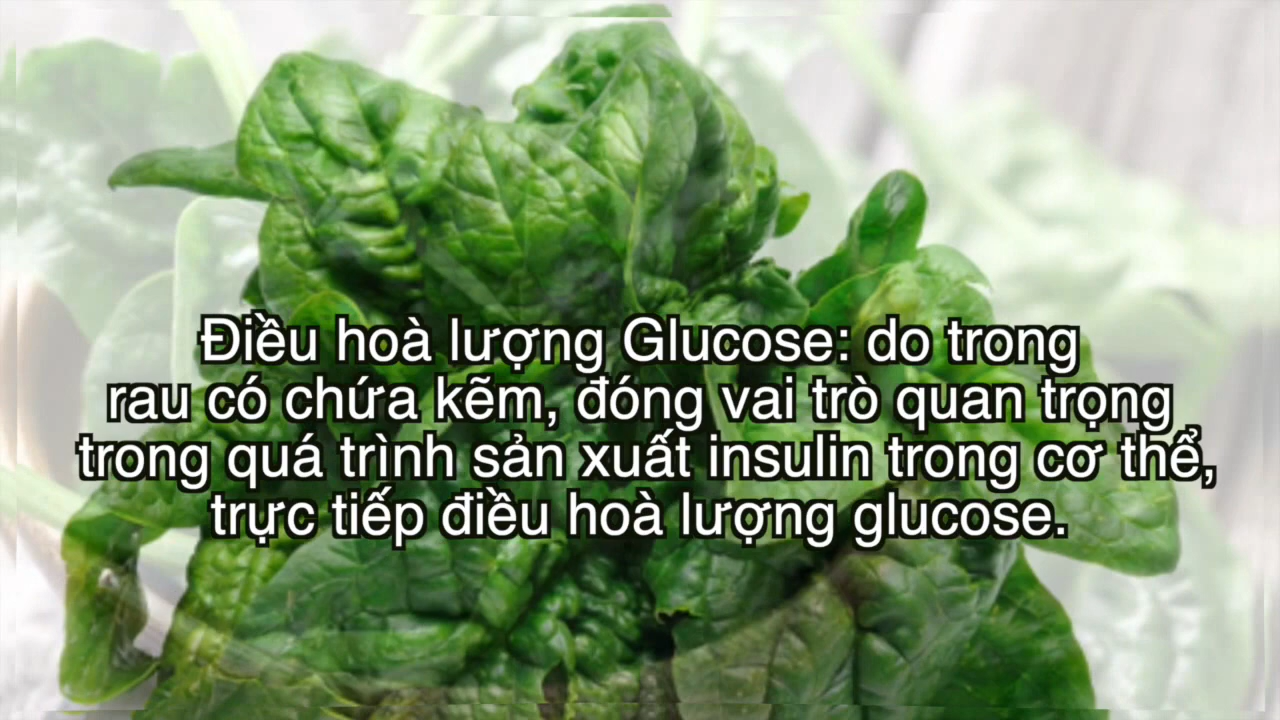 Điều hoà lượng Glucose: do trong
rau có chứa kẽm, đóng vai trò quan trọng
trong quá trình sản xuất insulin trong cơ thể,
trực tiếp điều hoà lượng glucose.